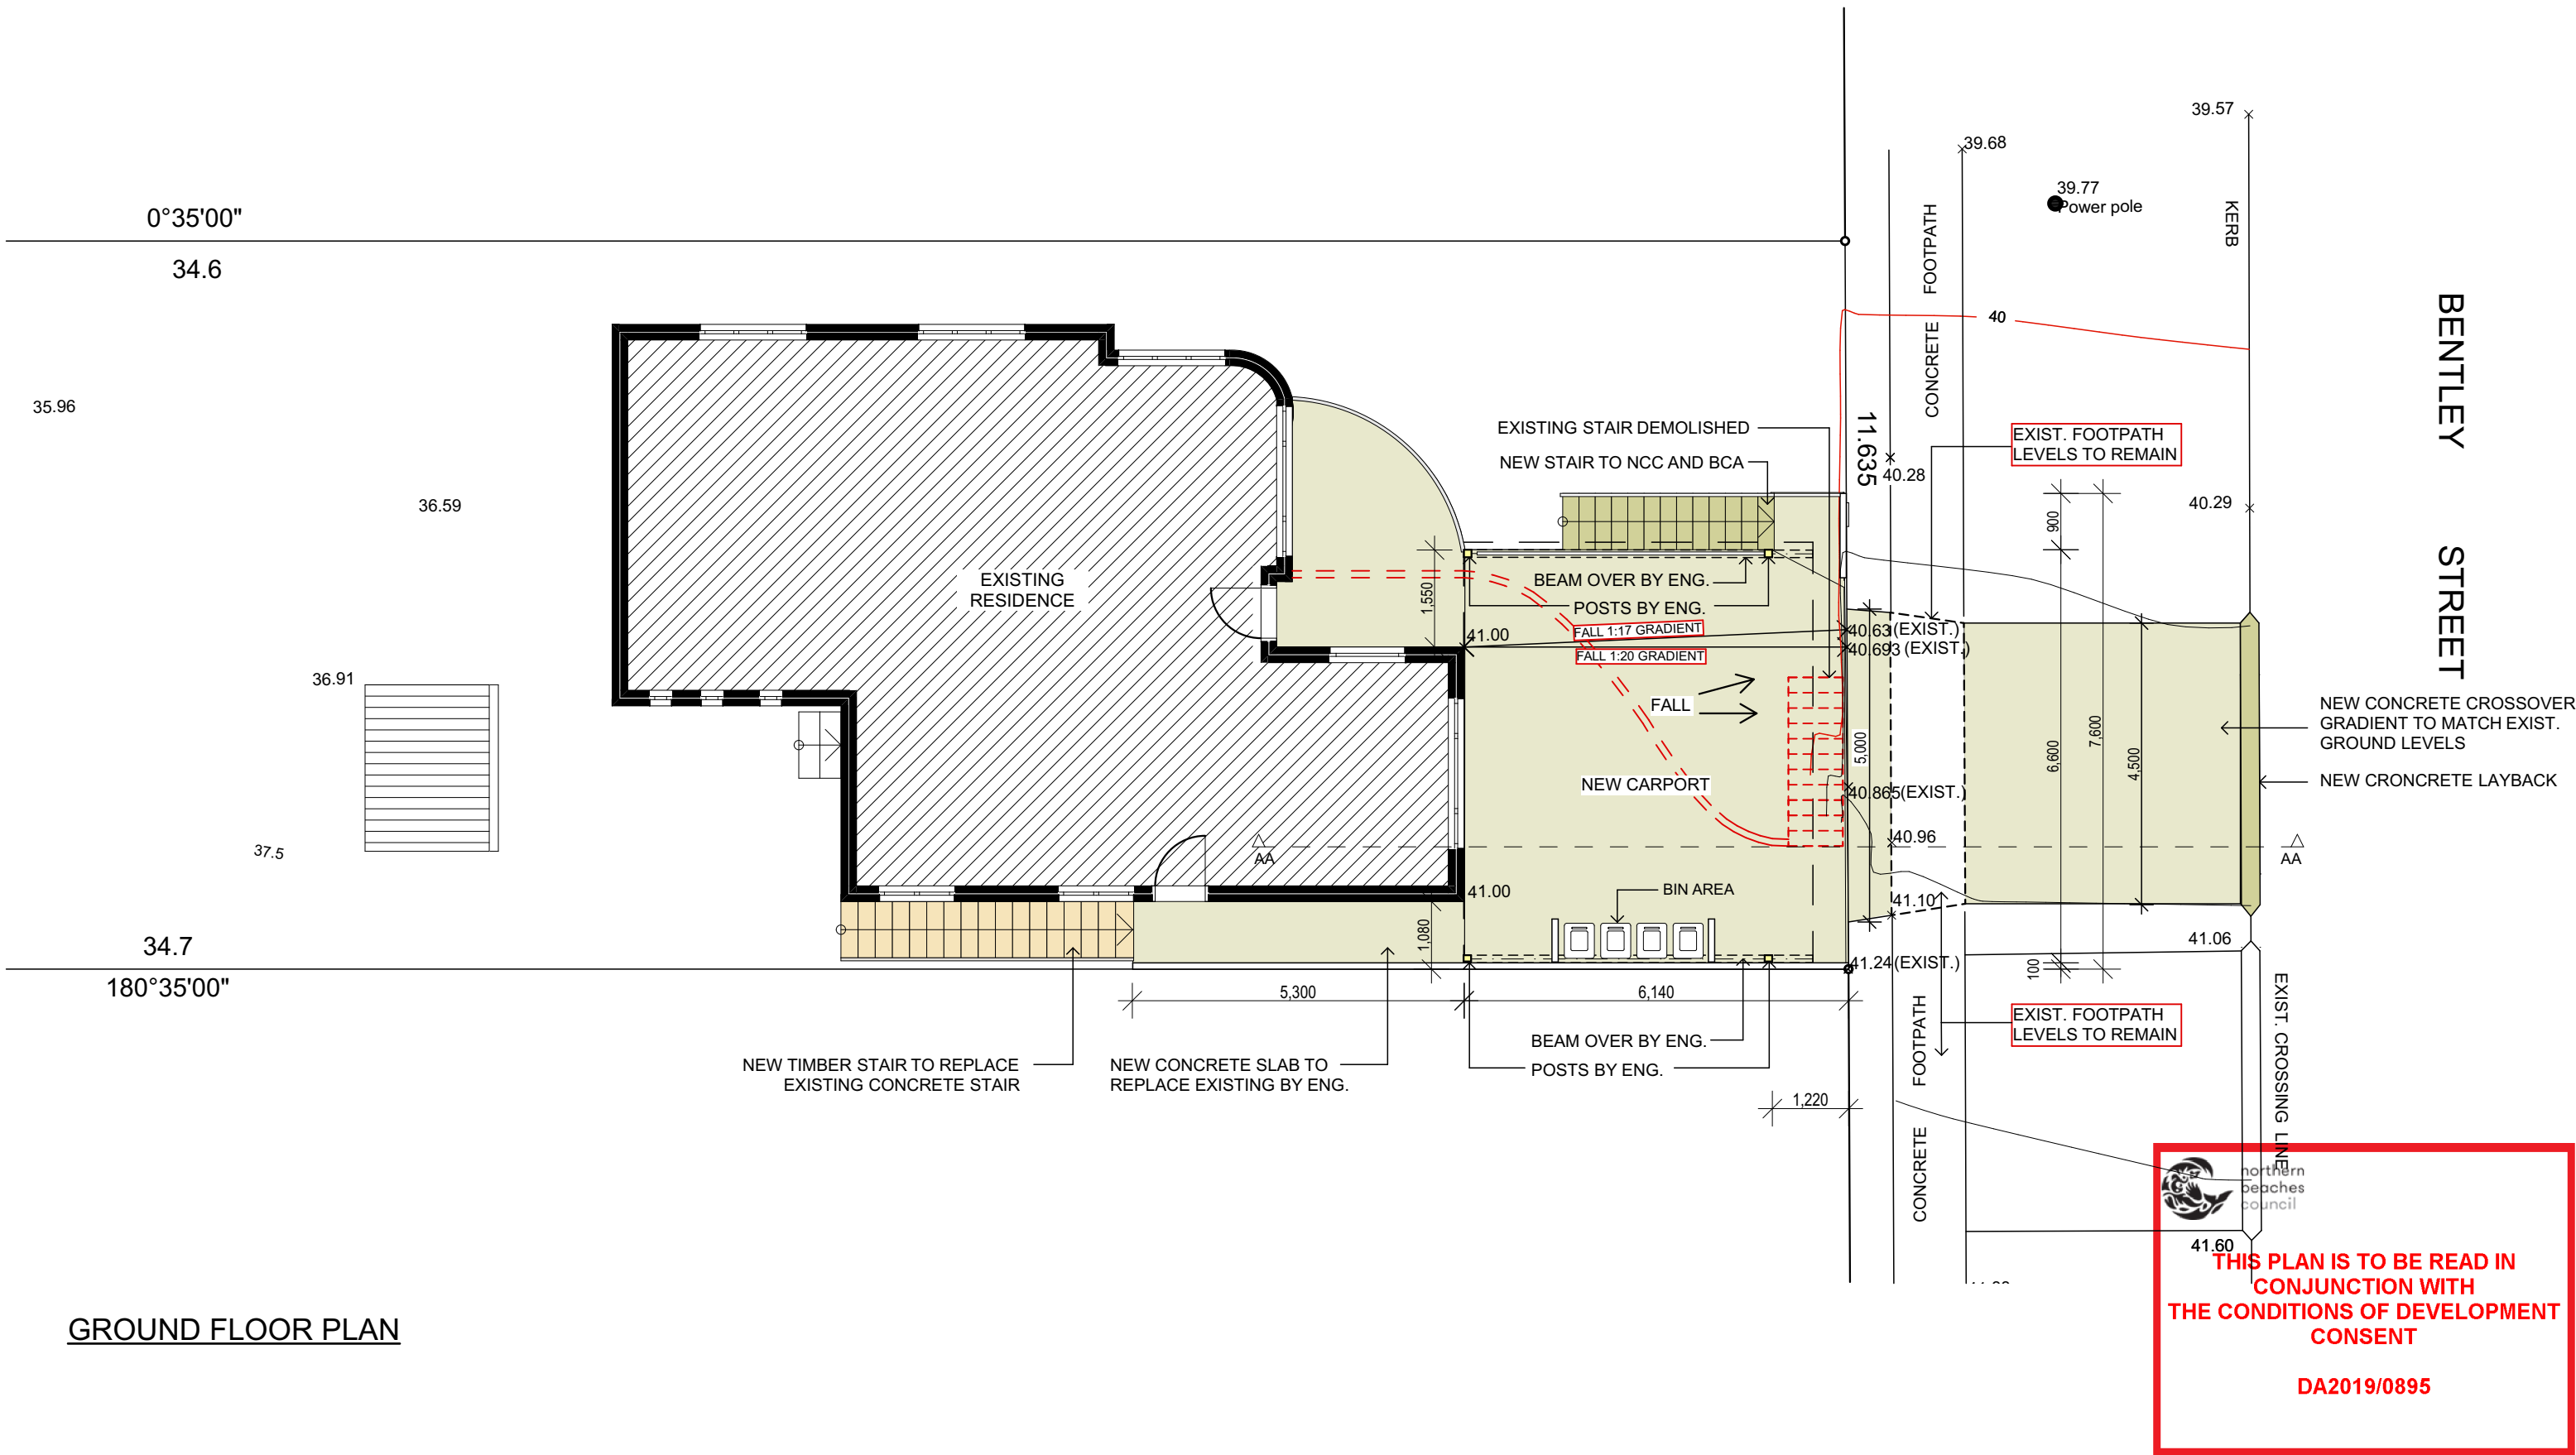 39.57
39.68
39.77
Power pole
0°35'00"
34.6
KERB
CONCRETE FOOTPATH
BENTLEY STREET
40
35.96
36.59
36.91
37.5
EXISTING STAIR DEMOLISHED
NEW STAIR TO NCC AND BCA
11.635
40.28
EXIST. FOOTPATH
LEVELS TO REMAIN
40.29
900
EXISTING
RESIDENCE
BEAM OVER BY ENG.
POSTS BY ENG.
1,550
41.00
FALL 1:17 GRADIENT
FALL 1:20 GRADIENT
40.63 (EXIST.)
40.693 (EXIST.)
FALL
NEW CARPORT
5,000
40.865(EXIST.)
40.96
6,600
7,600
4,500
NEW CONCRETE CROSSOVER
GRADIENT TO MATCH EXIST.
GROUND LEVELS
NEW CRONCRETE LAYBACK
AA
AA
41.00
BIN AREA
41.10
1,080
41.06
41.24(EXIST.)
100
34.7
180°35'00"
5,300
6,140
EXIST. FOOTPATH
LEVELS TO REMAIN
EXIST. CROSSING LINE
BEAM OVER BY ENG.
POSTS BY ENG.
NEW TIMBER STAIR TO REPLACE
EXISTING CONCRETE STAIR
NEW CONCRETE SLAB TO
REPLACE EXISTING BY ENG.
1,220
CONCRETE FOOTPATH
northern
beaches
council
41.60
THIS PLAN IS TO BE READ IN
CONJUNCTION WITH
THE CONDITIONS OF DEVELOPMENT
CONSENT
DA2019/0895
GROUND FLOOR PLAN